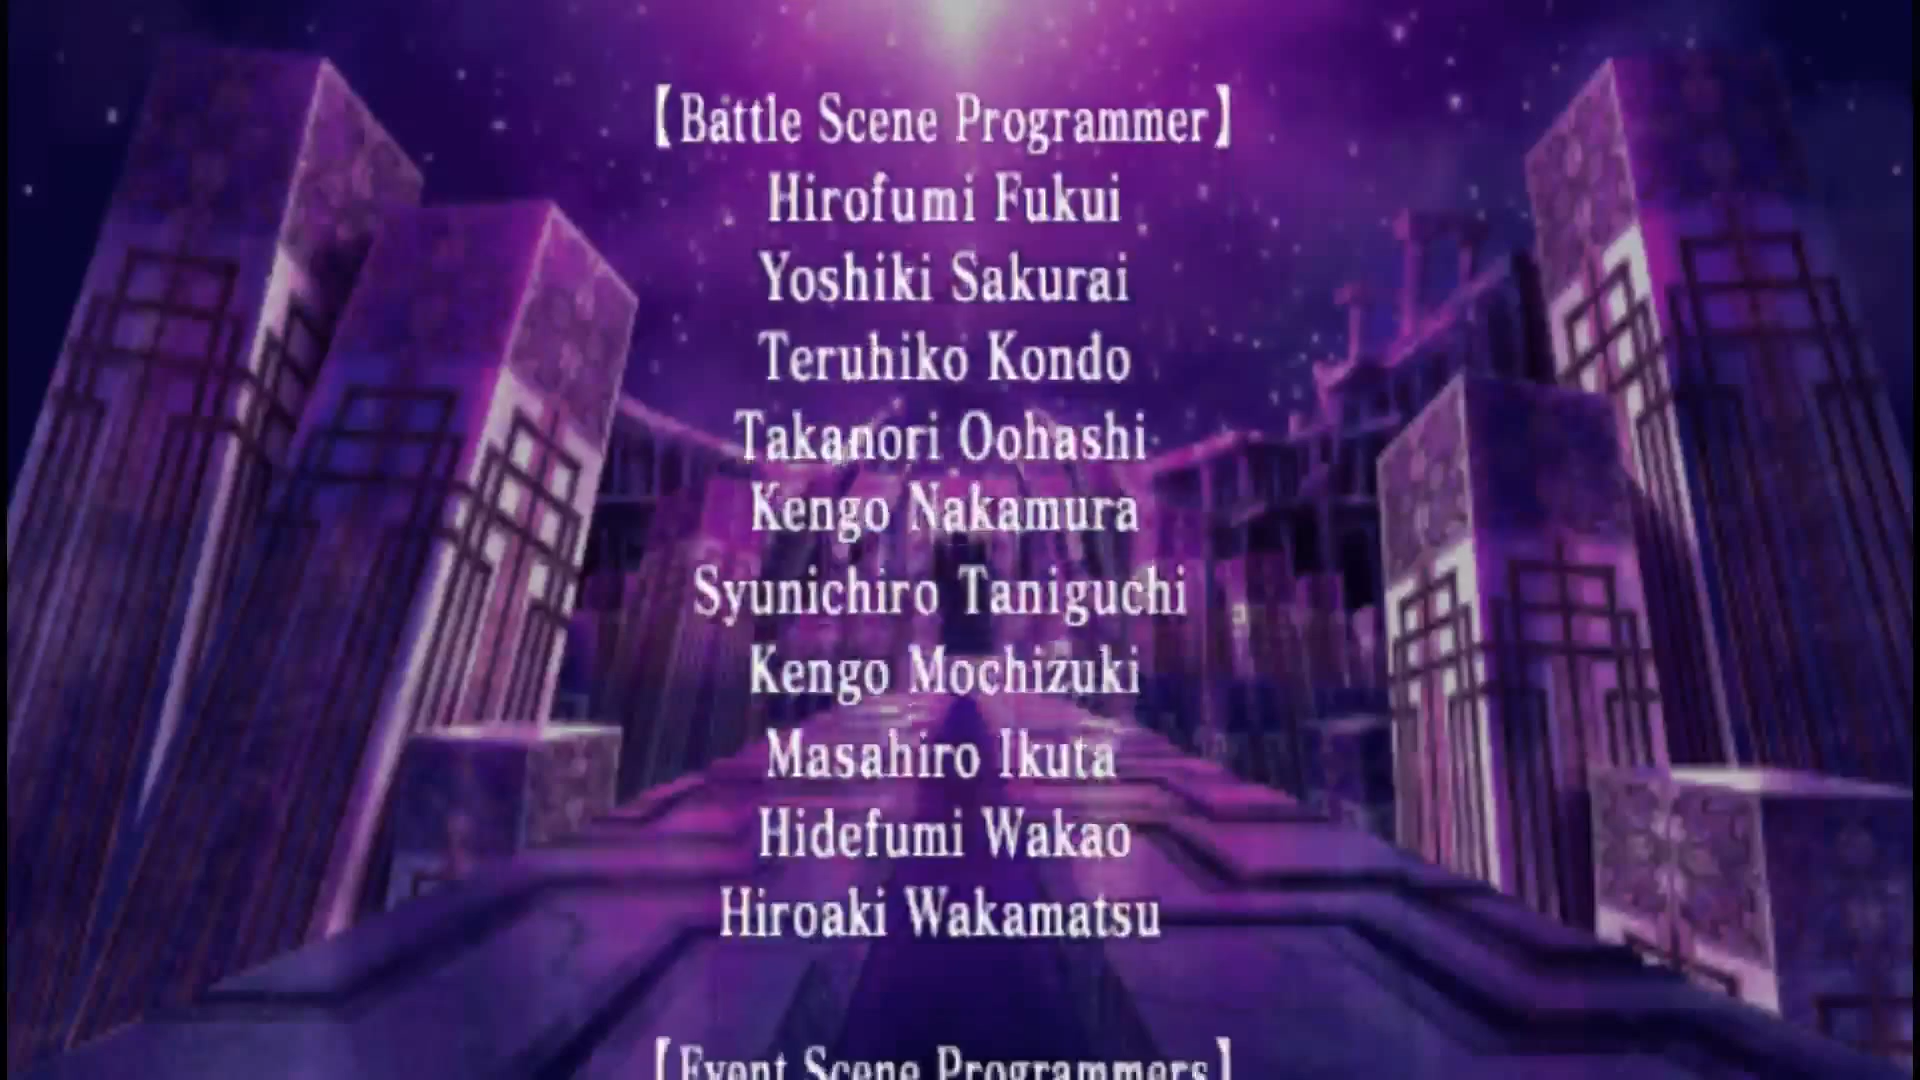 【Battle Scene Programmer】
Hirofumi Fukui
Yoshiki Sakurai
Teruhiko Kondo
Takanori Oohashi
Kengo Nakamura
Syunichiro Taniguchi
Kengo Mochizuki
Masahiro Ikuta
Hidefumi Wakao
Hiroaki Wakamatsu
【Event Scene Programmers】